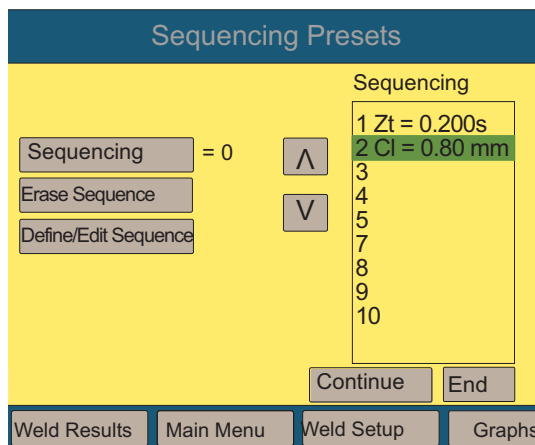 Sequencing Presets
Sequencing
1 Zt = 0.200s
2 Cl = 0.80 mm
3
4
5
7
8
9
10
Sequencing = 0
Erase Sequence
Define/Edit Sequence
Λ
V
Continue
End
Weld Results
Main Menu
Weld Setup
Graphs